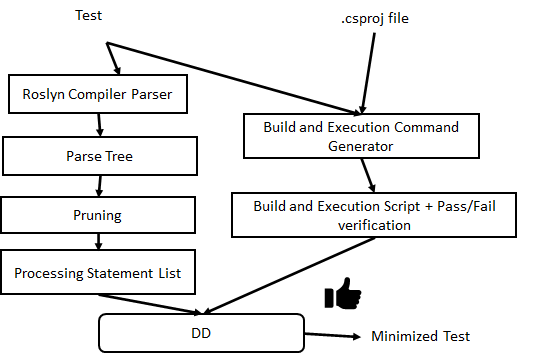 Test
.csproj file
Roslyn Compiler Parser
Build and Execution Command
Generator
Parse Tree
Build and Execution Script + Pass/Fail
verification
Pruning
Processing Statement List
DD
Minimized Test